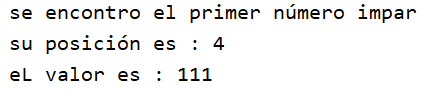 se encontro el primer número impar
su posición es : 4
eL valor es : 111